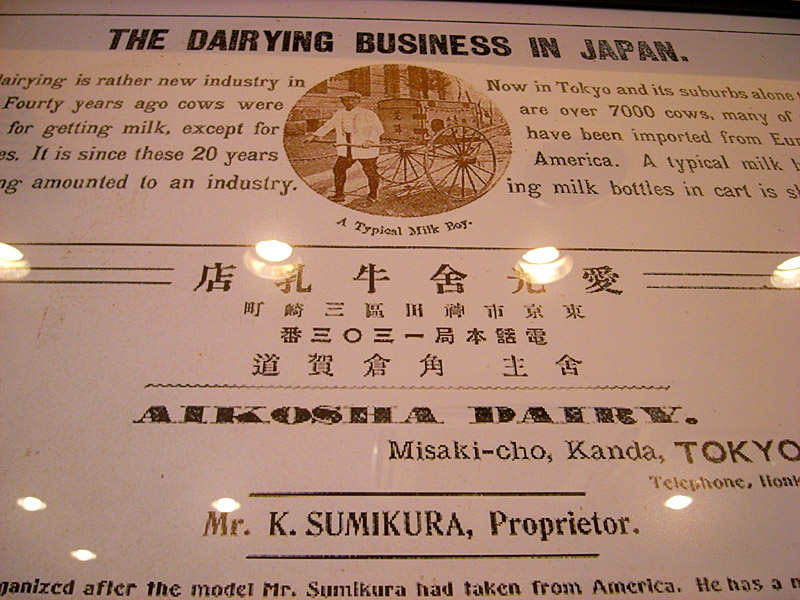 THE DAIRYING BUSINESS IN JAPAN.
airying is rather new industry in
Fourty years ago cows were
for getting milk, except for
es. It is since these 20 years
ng amounted to an industry.
A Typical Milk Boy.
Now in Tokyo and its suburbs alone
are over 7000 cows, many of
have been imported from Eur
America. A typical milk b
ing milk bottles in cart is sh
愛光舍牛乳店
東京市神田區三崎町
電話本局一三〇三番
舍主 角倉賀道
AIKOSHA DAIRY.
Misaki-cho, Kanda, TOKYO
Telephone, Honk
Mr. K. SUMIKURA, Proprietor.
ganized after the model Mr. Sumikura had taken from America. He has a m